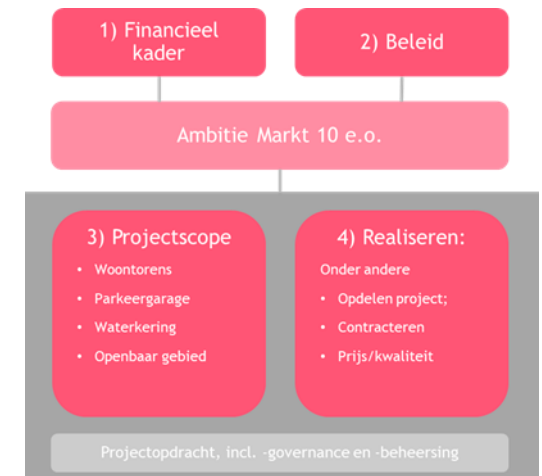 1) Financieel
kader
2) Beleid
Ambitie Markt 10 e.o.
3) Projectscope
• Woontorens
• Parkeergarage
• Waterkering
• Openbaar gebied
4) Realiseren:
Onder andere
• Opdelen project;
• Contracteren
• Prijs/kwaliteit
Projectopdracht, incl. -governance en -beheersing